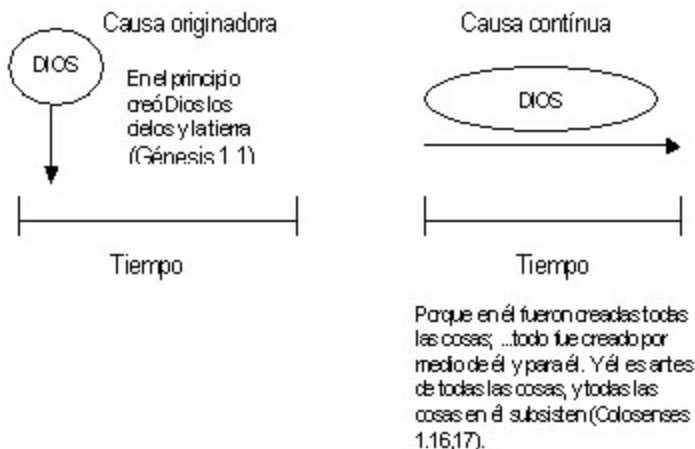 Causa originadora
DIOS
En el principio
creó Dios los
cielos y la tierra
(Génesis 1.1)
Tiempo
Causa contínua
DIOS
Tiempo
Porque en él fueron creadas todas
las cosas; ...todo fue creado por
medio de él y para él. Y él es antes
de todas las cosas, y todas las
cosas en él subsisten (Colosenses
1.16,17).